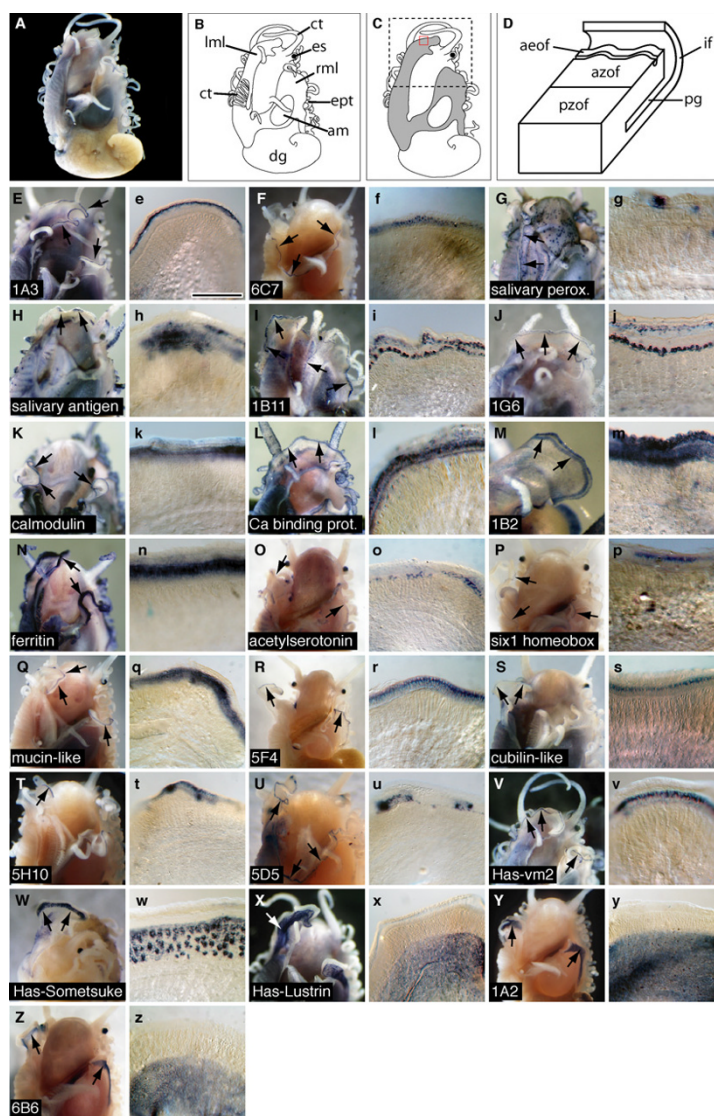 A
B
ct
lml
es
rml
ct
ept
am
dg
C
D
aeof
if
azof
pzof
pg
E
1A3
e
F
6C7
f
G
salivary perox.
g
H
salivary antigen
h
I
1B11
i
J
1G6
j
K
calmodulin
k
L
Ca binding prot.
l
M
1B2
m
N
ferritin
n
O
acetylserotonin
o
P
six1 homeobox
p
Q
mucin-like
q
R
5F4
r
S
cubilin-like
s
T
5H10
t
U
5D5
u
V
Has-vm2
v
W
Has-Sometsuke
w
X
Has-Lustrin
x
Y
1A2
y
Z
6B6
z